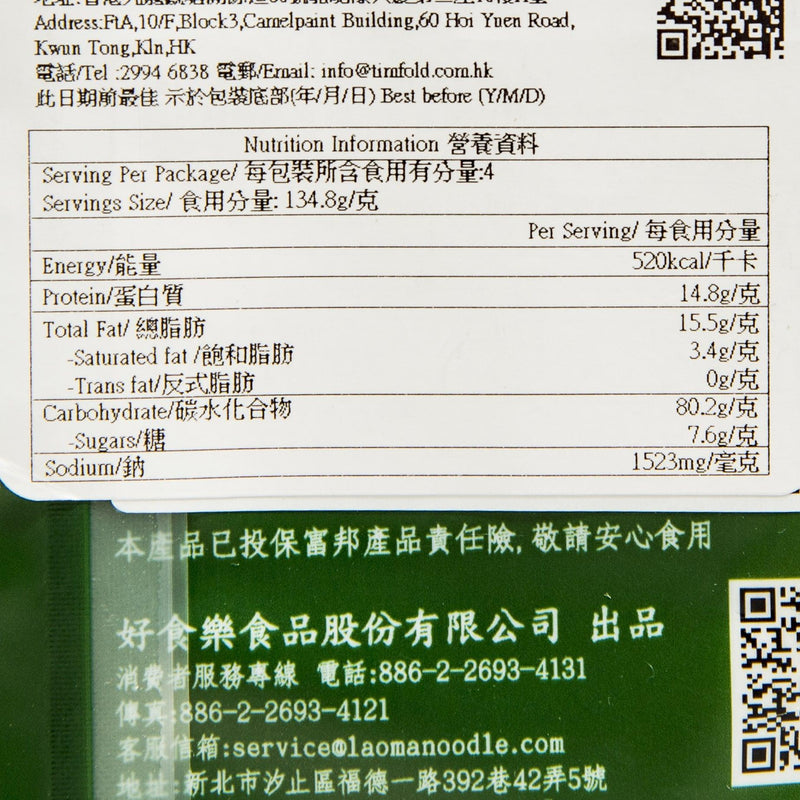 Address:FtA,10/F,Block3,Camelpaint Building,60 Hoi Yuen Road,
Kwun Tong,Kln,HK
電話/Tel :2994 6838 電郵/Email: info@timfold.com.hk
此日期前最佳 示於包裝底部(年/月/日) Best before (Y/M/D)
Nutrition Information 營養資料
Serving Per Package/ 每包裝所含食用有分量:4
Servings Size/ 食用分量: 134.8g/克
Per Serving/ 每食用分量
Energy/能量 520kcal/千卡
Protein/蛋白質 14.8g/克
Total Fat/ 總脂肪 15.5g/克
-Saturated fat /飽和脂肪 3.4g/克
-Trans fat/反式脂肪 0g/克
Carbohydrate/碳水化合物 80.2g/克
-Sugars/糖 7.6g/克
Sodium/鈉 1523mg/毫克
本產品已投保富邦產品責任險, 敬請安心食用
好食樂食品股份有限公司 出品
消費者服務專線 電話:886-2-2693-4131
傳真:886-2-2693-4121
客服信箱:service@laomanoodle.com
地址:新北市汐止區福德一路392巷42弄5號